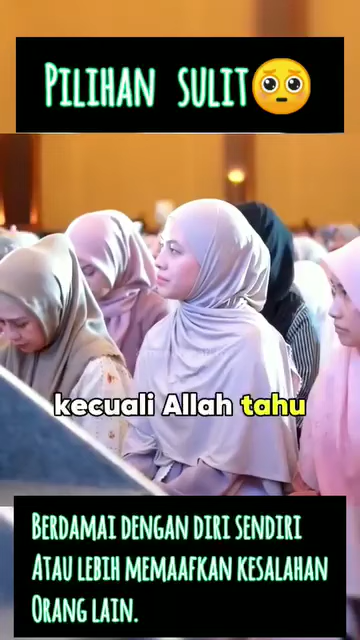 Pilihan sulit🥺
kecuali Allah tahu
Berdamai dengan diri sendiri
Atau lebih memaafkan kesalahan
Orang lain.